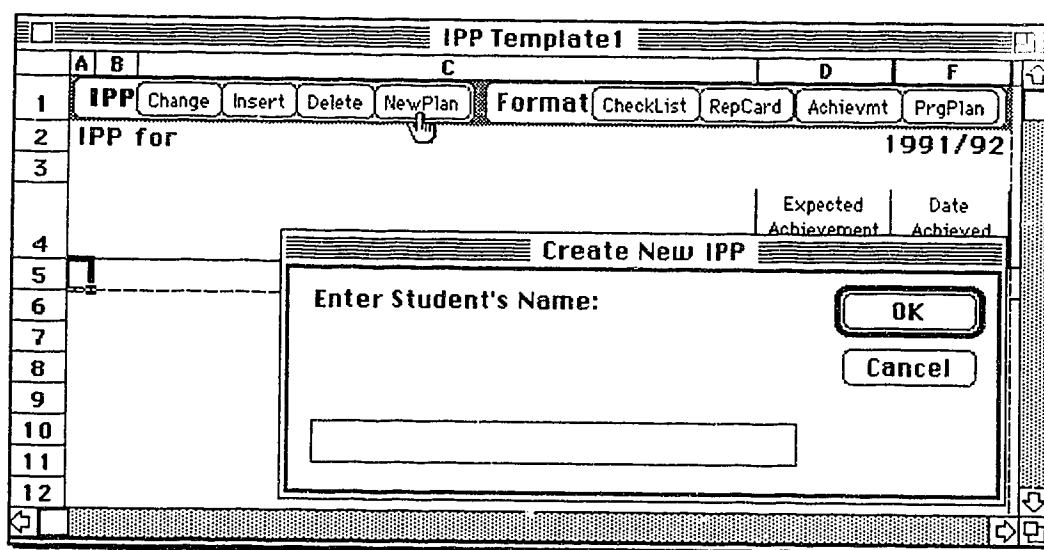 IPP Template1
A B C D F
1 IPP Change Insert Delete NewPlan Format CheckList RepCard Achievmt PrgPlan
2 IPP for 1991/92
3
Expected Date
4 Achievement Achieved
Create New IPP
5
6 Enter Student's Name: OK
7
8 Cancel
9
10
11
12